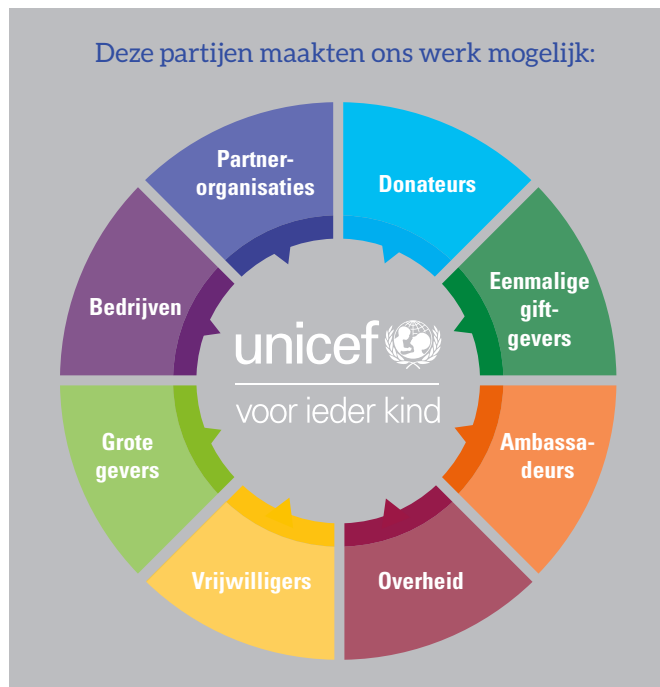 Deze partijen maakten ons werk mogelijk:
Partner-
organisaties
Donateurs
Eenmalige
gift-
gevers
Ambassa-
deurs
Overheid
Vrijwilligers
Grote
gevers
Bedrijven
unicef
voor ieder kind